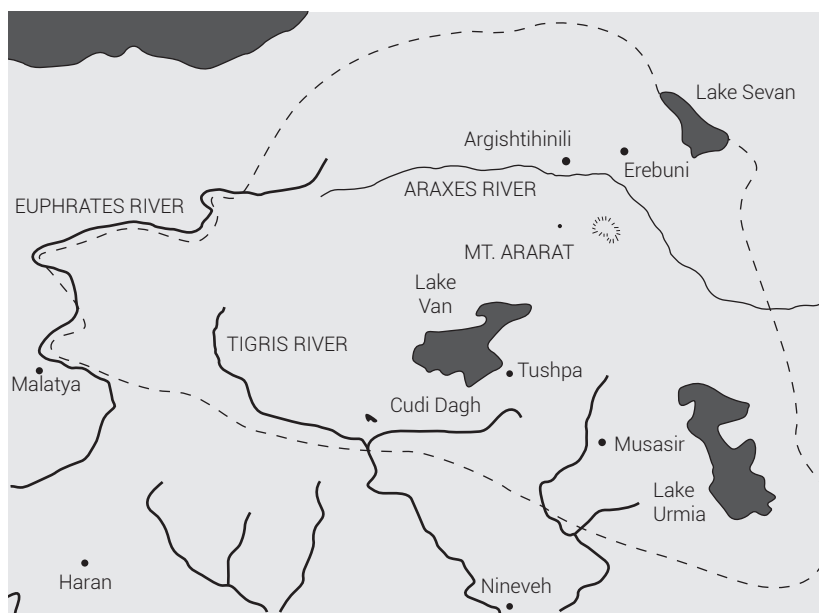 Lake Sevan
Argishtihinili
Erebuni
ARAXES RIVER
EUPHRATES RIVER
MT. ARARAT
Lake
Van
TIGRIS RIVER
Tushpa
Malatya
Cudi Dagh
Musasir
Lake
Urmia
Haran
Nineveh